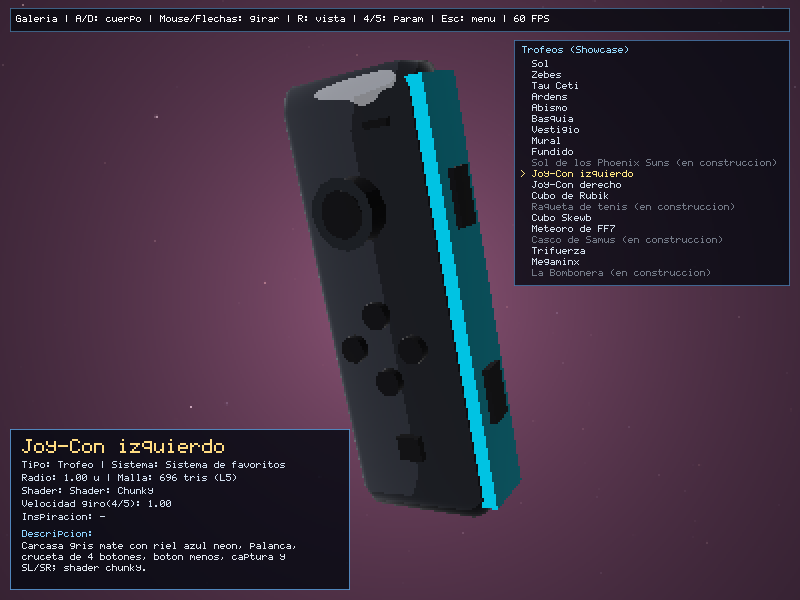 Galeria | A/D: cuerpo | Mouse/Flechas: girar | R: vista | 4/5: param | Esc: menu | 60 FPS
Trofeos (Showcase)
Sol
Zebes
Tau Ceti
Ardens
Abismo
Basquia
Vestigio
Mural
Fundido
Sol de los Phoenix Suns (en construccion)
> Joy-Con izquierdo
Joy-Con derecho
Cubo de Rubik
Raqueta de tenis (en construccion)
Cubo Skewb
Meteoro de FF7
Casco de Samus (en construccion)
Trifuerza
Megaminx
La Bombonera (en construccion)
Joy-Con izquierdo
Tipo: Trofeo | Sistema: Sistema de favoritos
Radio: 1.00 u | Malla: 696 tris (L5)
Shader: Shader: Chunky
Velocidad giro(4/5): 1.00
Inspiracion: -
Descripcion:
Carcasa gris mate con riel azul neon, palanca,
cruceta de 4 botones, boton menos, captura y
SL/SR; shader chunky.